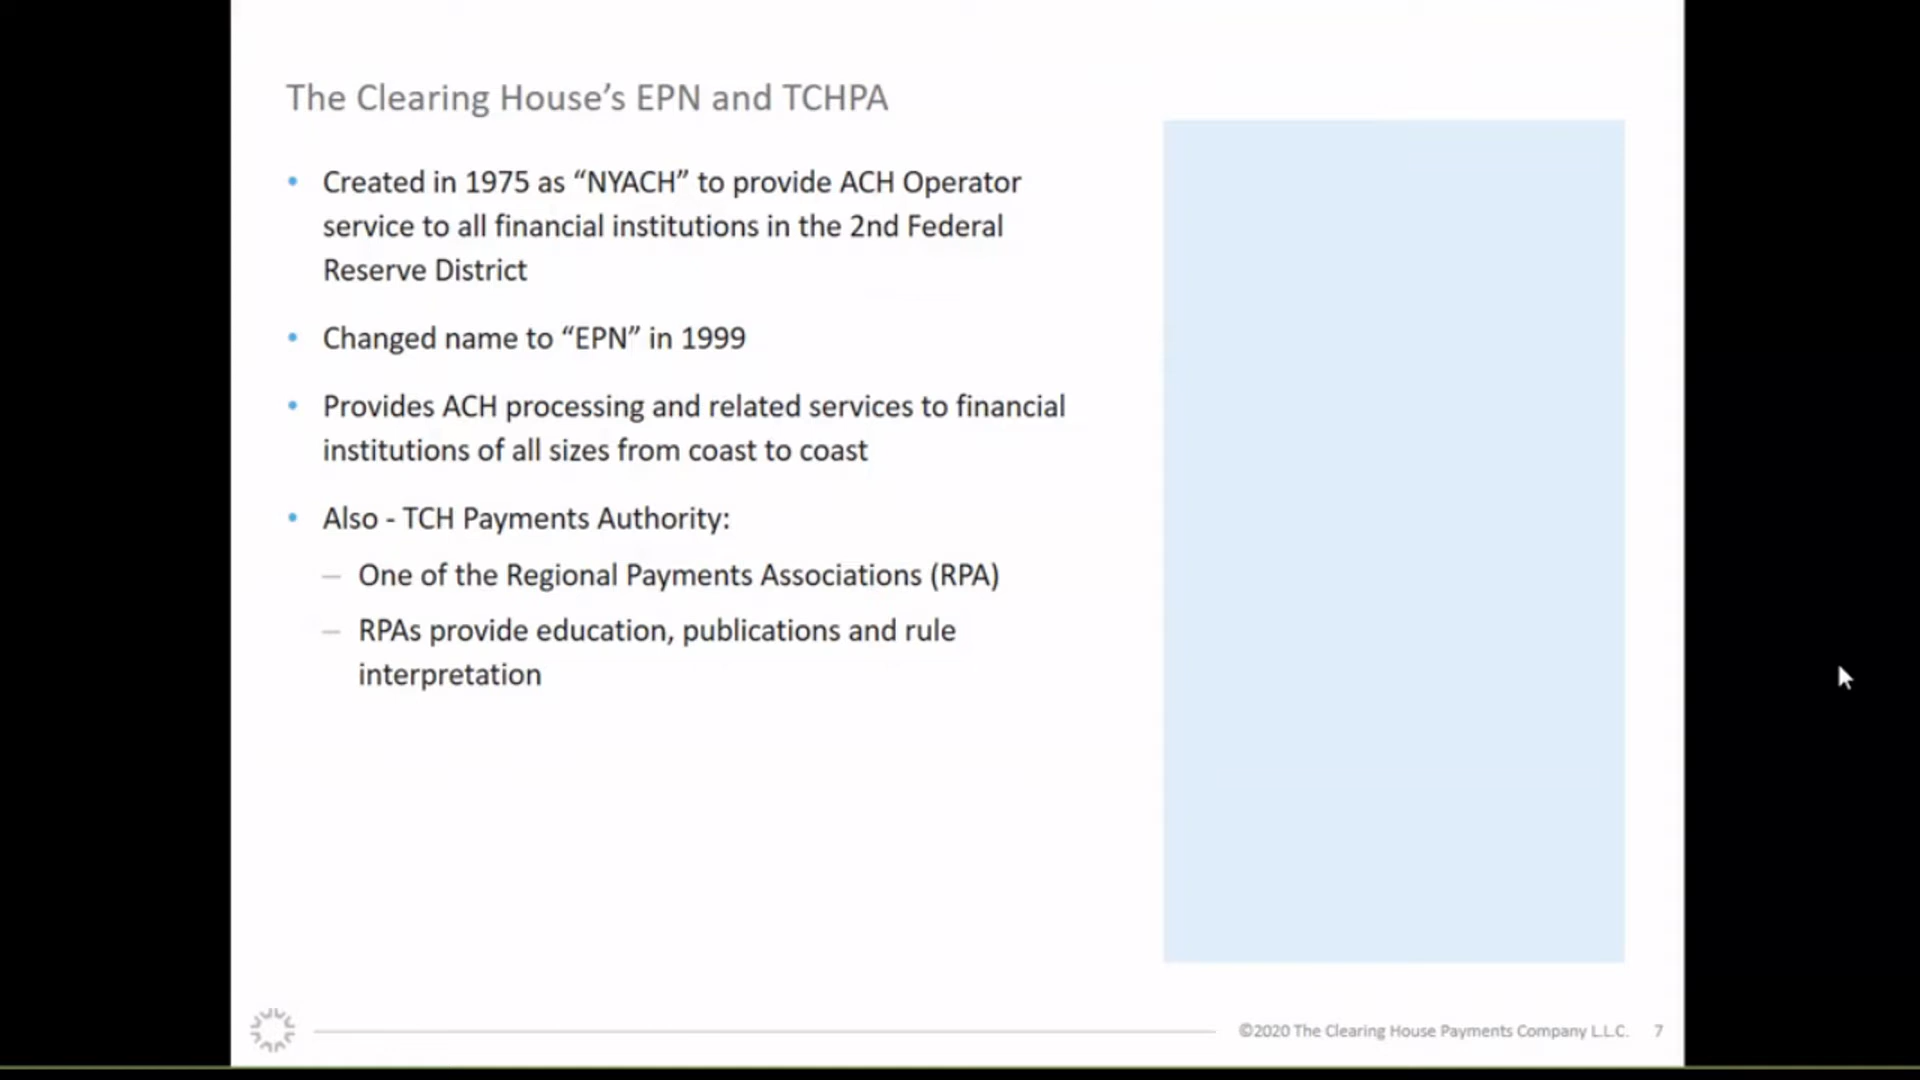 The Clearing House’s EPN and TCHPA
• Created in 1975 as “NYACH” to provide ACH Operator
service to all financial institutions in the 2nd Federal
Reserve District
• Changed name to “EPN” in 1999
• Provides ACH processing and related services to financial
institutions of all sizes from coast to coast
• Also - TCH Payments Authority:
– One of the Regional Payments Associations (RPA)
– RPAs provide education, publications and rule
interpretation
©2020 The Clearing House Payments Company L.L.C. 7